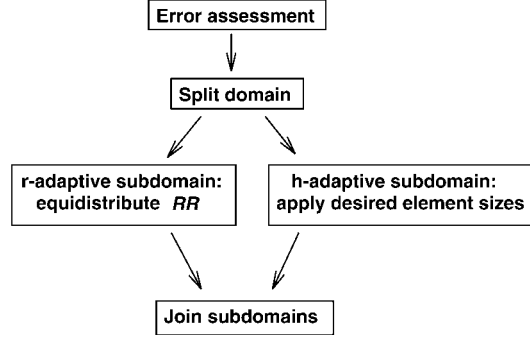 Error assessment
Split domain
r-adaptive subdomain:
equidistribute RR
h-adaptive subdomain:
apply desired element sizes
Join subdomains